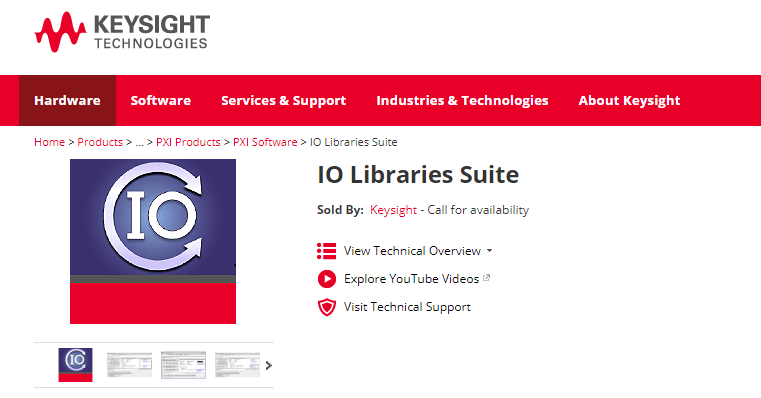 KEYSIGHT
TECHNOLOGIES
Hardware Software Services & Support Industries & Technologies About Keysight
Home > Products > ... > PXI Products > PXI Software > IO Libraries Suite
IO
IO Libraries Suite
Sold By: Keysight - Call for availability
View Technical Overview
Explore YouTube Videos
Visit Technical Support
IO